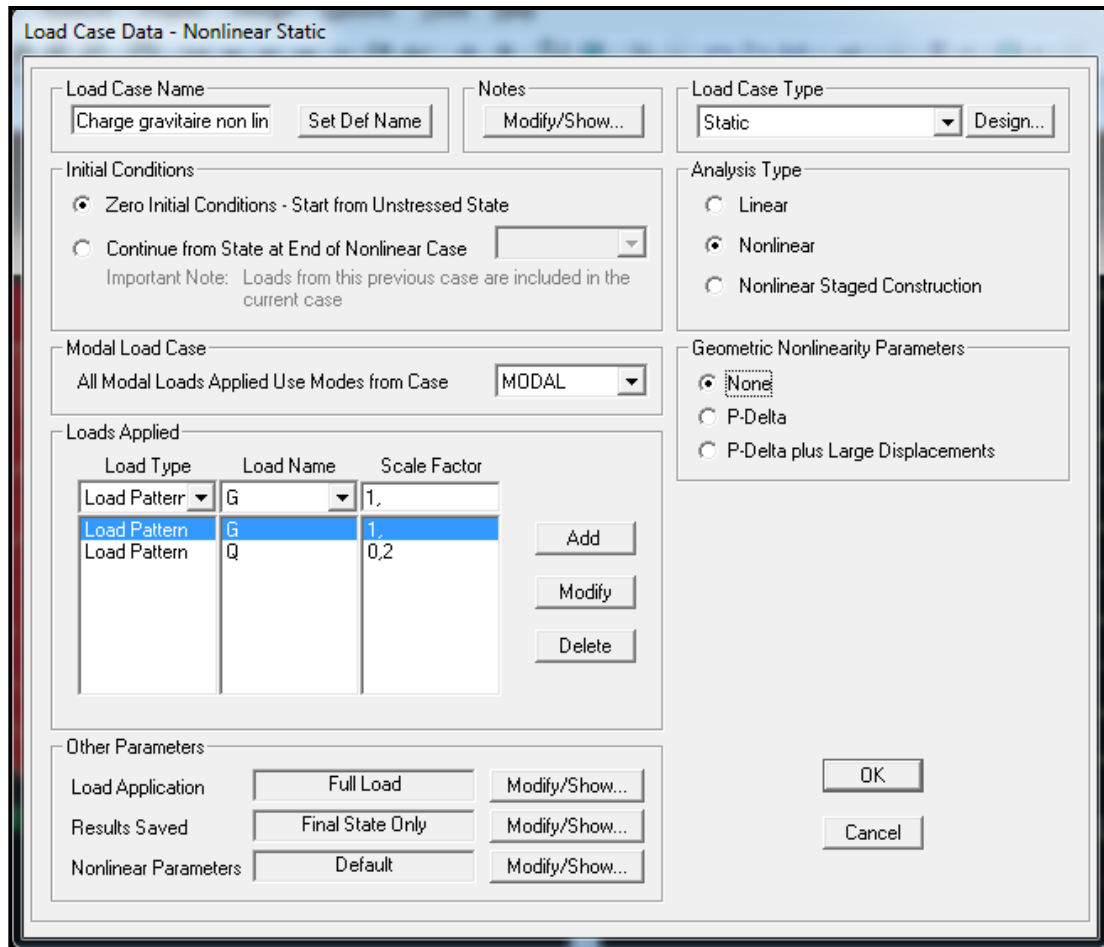 Load Case Data - Nonlinear Static
Load Case Name
Charge gravitaire non lin
Set Def Name
Notes
Modify/Show...
Load Case Type
Static
Design...
Initial Conditions
Zero Initial Conditions - Start from Unstressed State
Continue from State at End of Nonlinear Case
Important Note: Loads from this previous case are included in the
current case
Analysis Type
Linear
Nonlinear
Nonlinear Staged Construction
Modal Load Case
All Modal Loads Applied Use Modes from Case
MODAL
Geometric Nonlinearity Parameters
None
P-Delta
P-Delta plus Large Displacements
Loads Applied
Load Type Load Name Scale Factor
Load Pattern G 1,
Load Pattern G 1,
Load Pattern Q 0,2
Add
Modify
Delete
Other Parameters
Load Application Full Load Modify/Show...
Results Saved Final State Only Modify/Show...
Nonlinear Parameters Default Modify/Show...
OK
Cancel